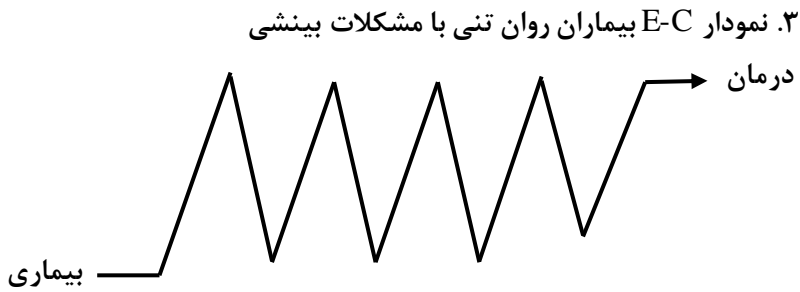 ۳. نمودار E-C بیماران روان تنی با مشکلات بینشی
درمان
بیماری